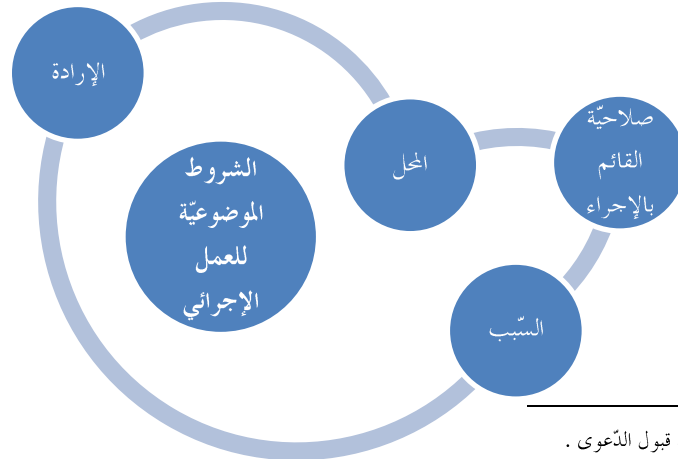 الإرادة
صلاحيّة
القائم
بالإجراء
المحل
الشروط
الموضوعيّة
للعمل
الإجرائي
السّبب
قبول الدّعوى .